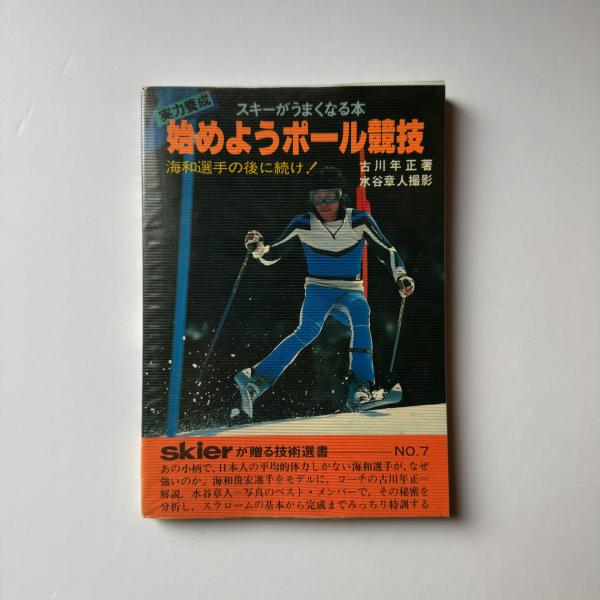 実力養成
スキーがうまくなる本
始めようポール競技
海和選手の後に続け!
古川年正著
水谷章人撮影
skierが贈る技術選書 NO.7
あの小柄で,日本人の平均的体力しかない海和選手が,なぜ
強いのか。海和俊宏選手をモデルに,コーチの古川年正=
解説,水谷章人=写真のベスト・メンバーで,その秘密を
分析し,スラロームの基本から完成までみっちり特訓する